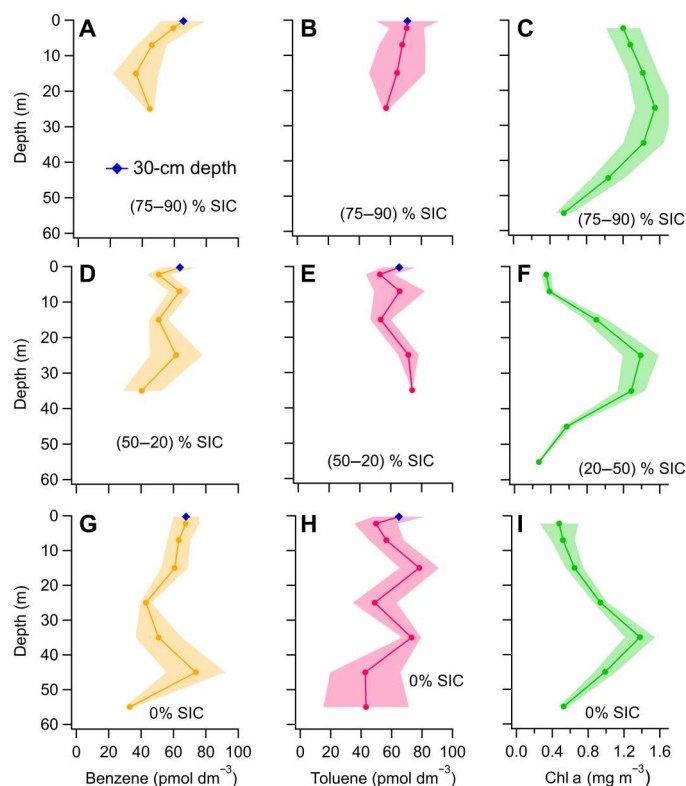 A
B
C
0
10
20
30
40
50
60
Depth (m)
30-cm depth
(75–90) % SIC
(75–90) % SIC
(75–90) % SIC
D
E
F
0
10
20
30
40
50
60
Depth (m)
(50–20) % SIC
(50–20) % SIC
(20–50) % SIC
G
H
I
0
10
20
30
40
50
60
Depth (m)
0% SIC
0% SIC
0% SIC
0 20 40 60 80 100
0 20 40 60 80 100
0.0 0.4 0.8 1.2 1.6
Benzene (pmol dm⁻³)
Toluene (pmol dm⁻³)
Chl a (mg m⁻³)